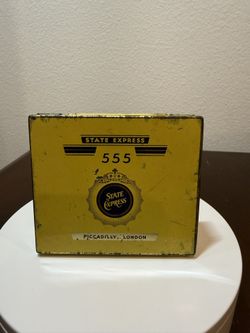 STATE EXPRESS
555
STATE
EXPRESS
PICCADILLY, LONDON